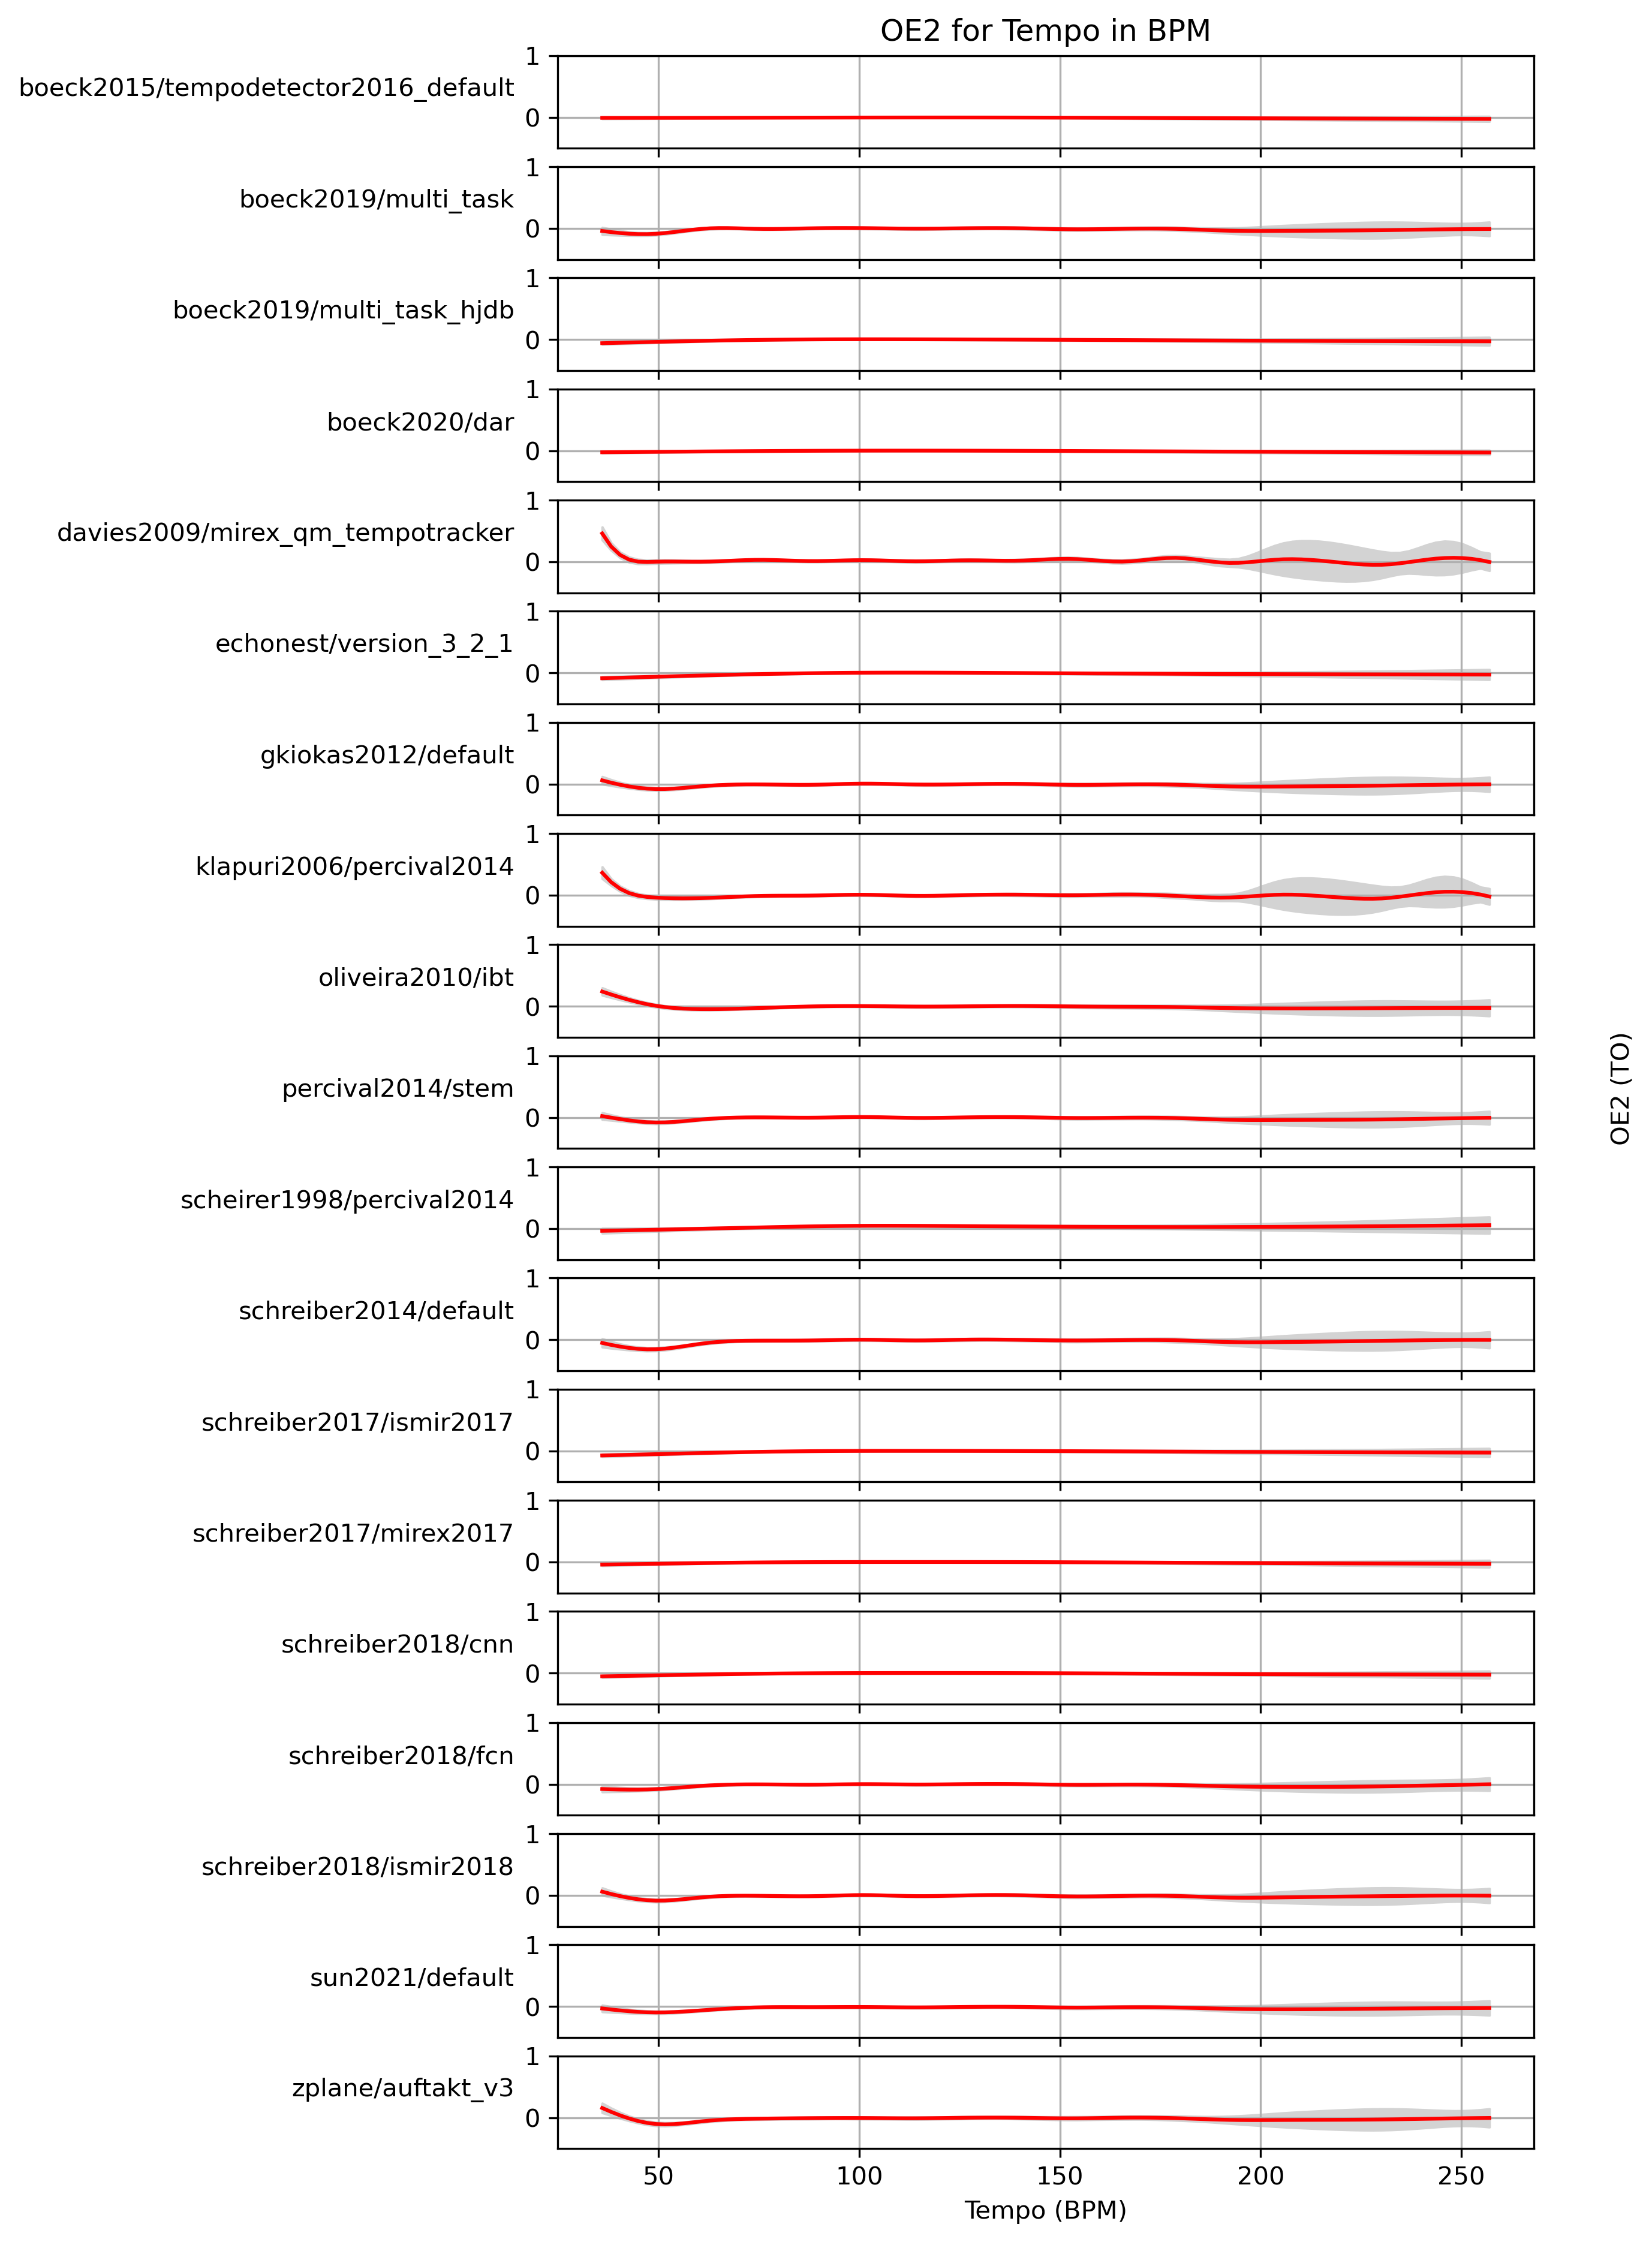 OE2 for Tempo in BPM
1
boeck2015/tempodetector2016_default
0
1
boeck2019/multi_task
0
1
boeck2019/multi_task_hjdb
0
1
boeck2020/dar
0
1
davies2009/mirex_qm_tempotracker
0
1
echonest/version_3_2_1
0
1
gkiokas2012/default
0
1
klapuri2006/percival2014
0
1
oliveira2010/ibt
0
OE2 (TO)
1
percival2014/stem
0
1
scheirer1998/percival2014
0
1
schreiber2014/default
0
1
schreiber2017/ismir2017
0
1
schreiber2017/mirex2017
0
1
schreiber2018/cnn
0
1
schreiber2018/fcn
0
1
schreiber2018/ismir2018
0
1
sun2021/default
0
1
zplane/auftakt_v3
0
50 100 150 200 250
Tempo (BPM)